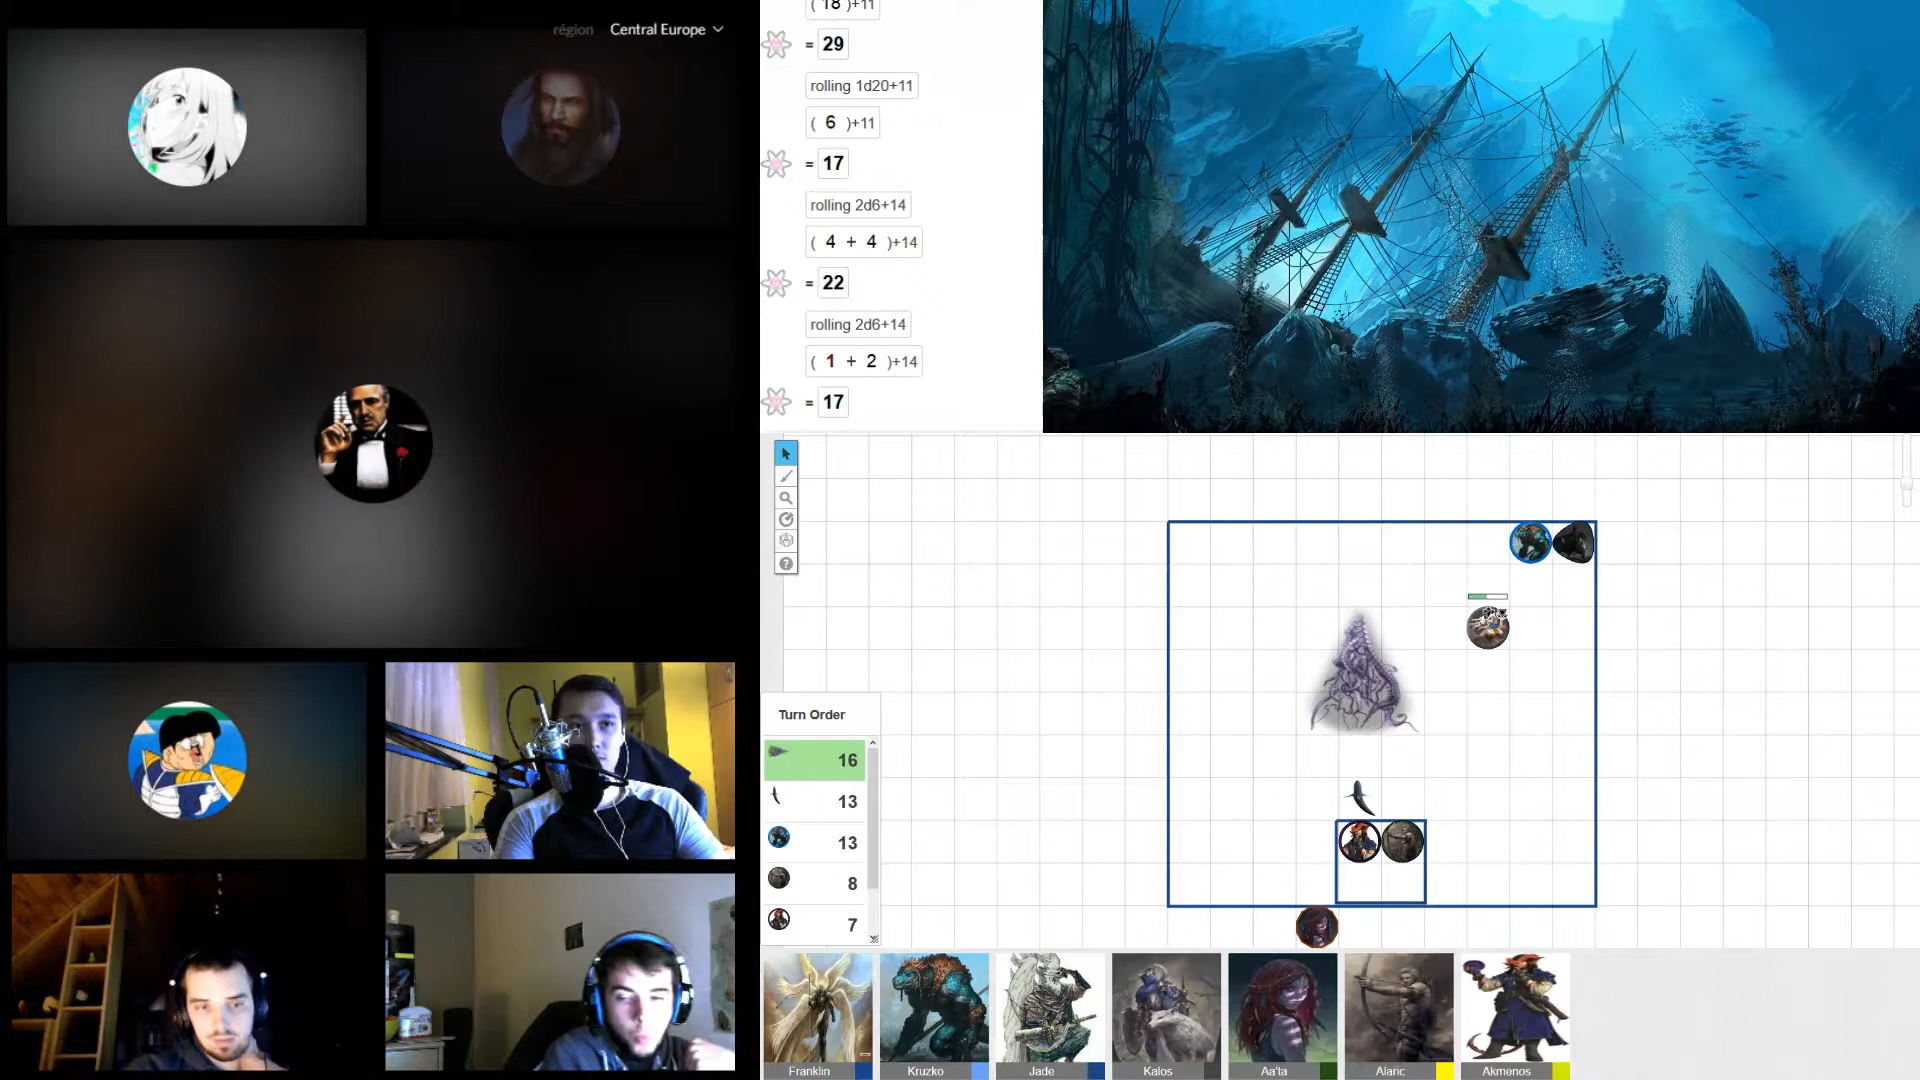 région Central Europe
( 18 )+11
= 29
rolling 1d20+11
( 6 )+11
= 17
rolling 2d6+14
( 4 + 4 )+14
= 22
rolling 2d6+14
( 1 + 2 )+14
= 17
Turn Order
16
13
13
8
7
Franklin
Kruzko
Jade
Kalos
Aa'ta
Alaric
Akmenos